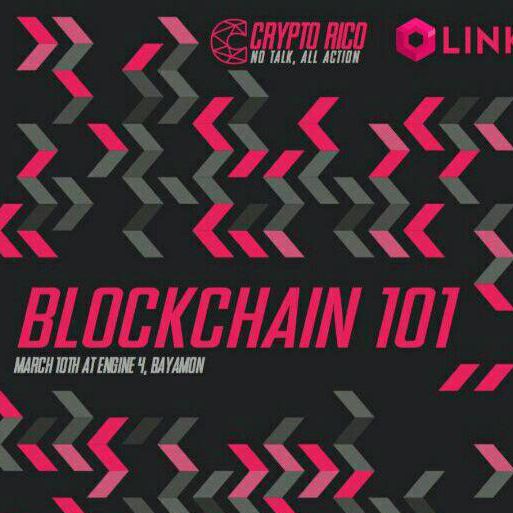 CRYPTO RICO
NO TALK, ALL ACTION
LINK
BLOCKCHAIN 101
MARCH 10TH AT ENGINE 4, BAYAMON